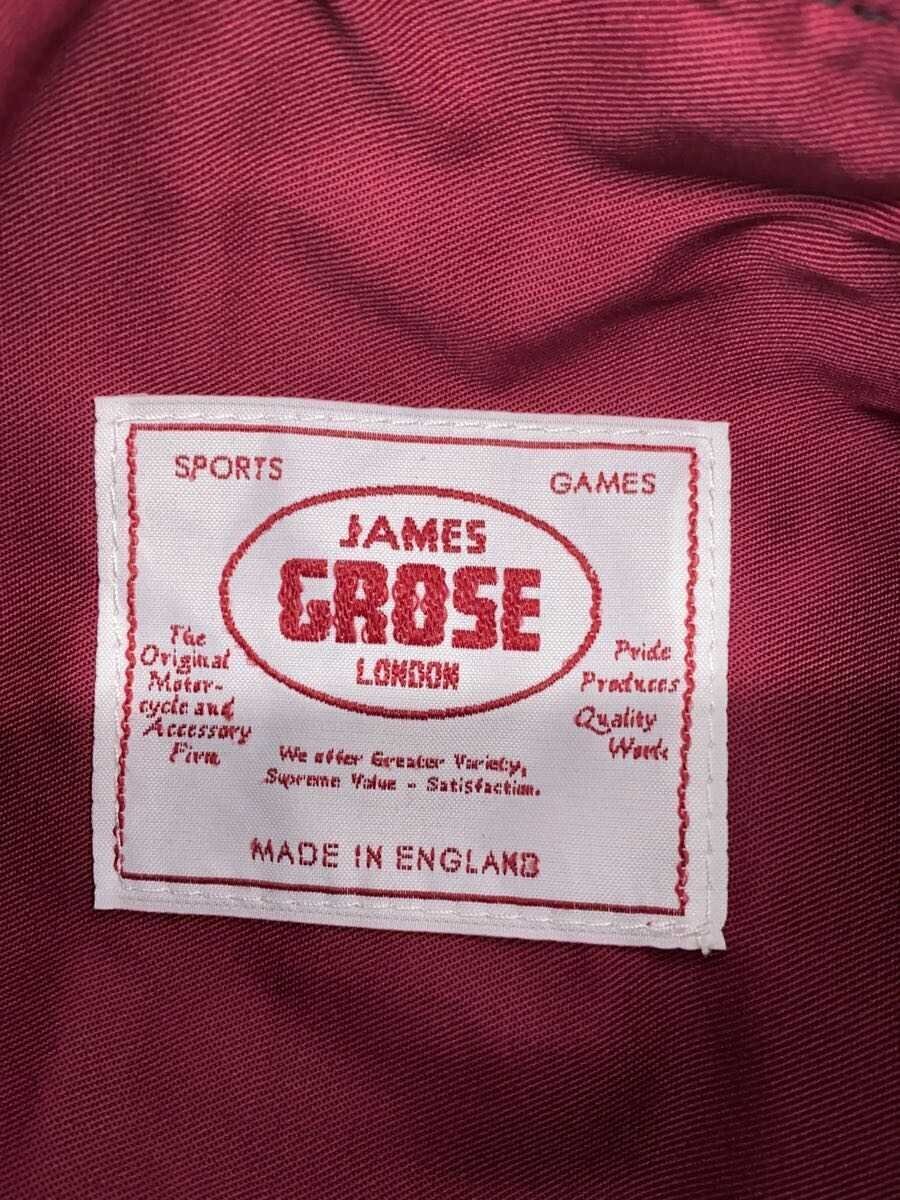 SPORTS
GAMES
JAMES
GROSE
LONDON
The
Original
Motor-
cycle and
Accessory
Firm
Pride
Produces
Quality
Work
We offer Greater Variety,
Supreme Value - Satisfaction.
MADE IN ENGLAND